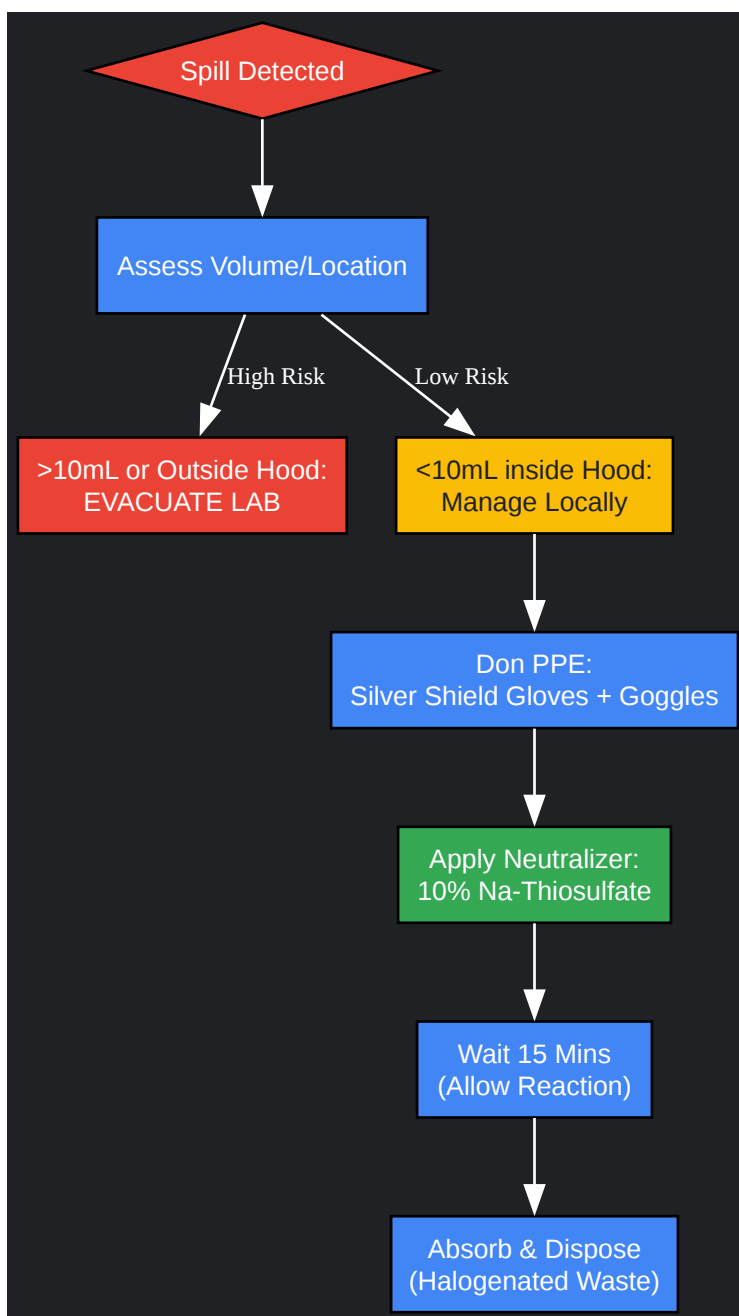 Spill Detected
Assess Volume/Location
High Risk
Low Risk
>10mL or Outside Hood:
EVACUATE LAB
<10mL inside Hood:
Manage Locally
Don PPE:
Silver Shield Gloves + Goggles
Apply Neutralizer:
10% Na-Thiosulfate
Wait 15 Mins
(Allow Reaction)
Absorb & Dispose
(Halogenated Waste)